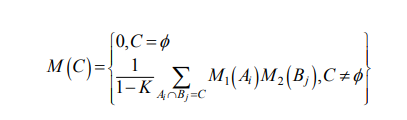 M(C)={0,C=ϕ
1/(1−K) ∑_{A_i∩B_j=C} M_1(A_i)M_2(B_j),C≠ϕ}